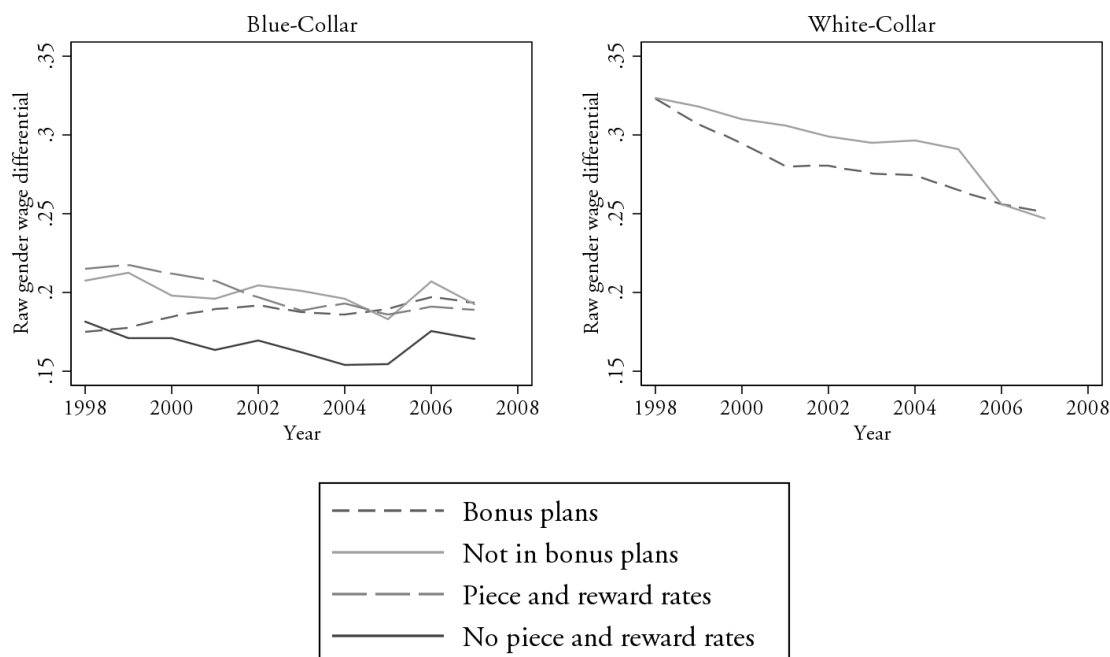 Blue-Collar
Raw gender wage differential
.35
.3
.25
.2
.15
1998 2000 2002 2004 2006 2008
Year
White-Collar
Raw gender wage differential
.35
.3
.25
.2
.15
1998 2000 2002 2004 2006 2008
Year
Bonus plans
Not in bonus plans
Piece and reward rates
No piece and reward rates